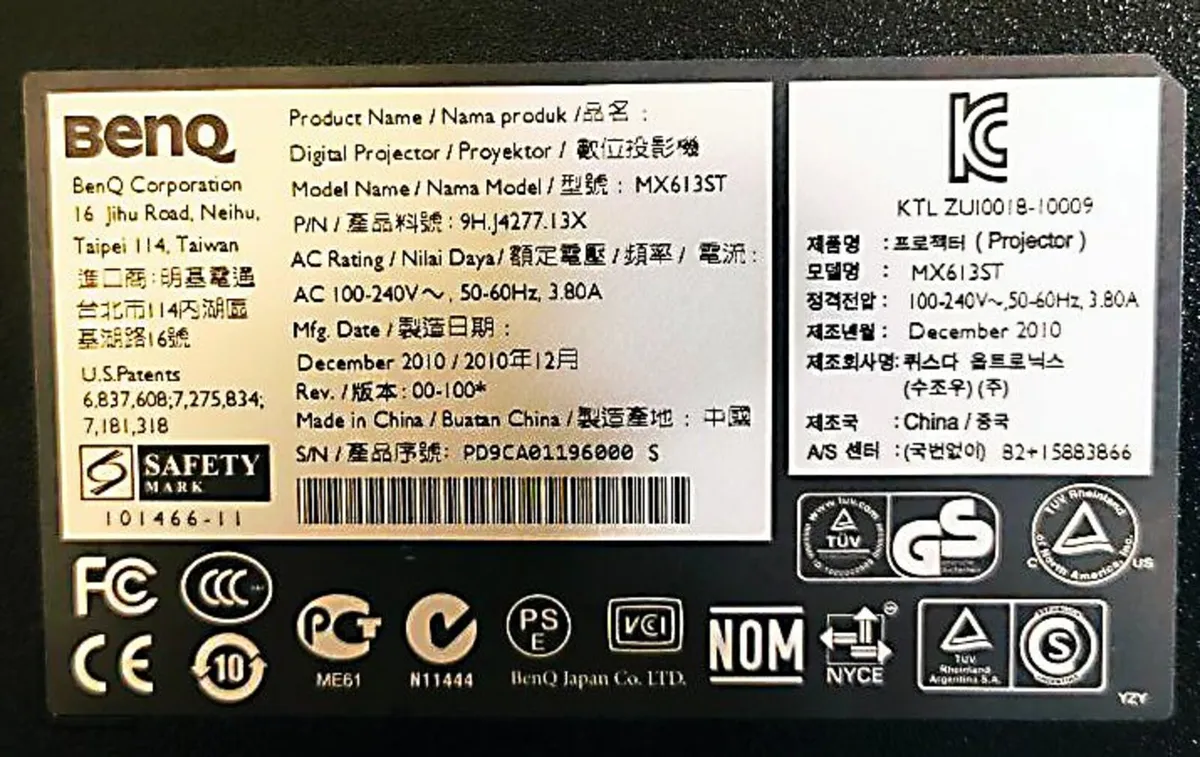 BenQ
BenQ Corporation
16 Jihu Road, Neihu,
Taipei 114, Taiwan
進口商:明基電通
台北市114內湖區
基湖路16號
U.S.Patents
6,837,608;7,275,834;
7,181,318
SAFETY
MARK
101466-11
Product Name / Nama produk /品名 :
Digital Projector / Proyektor / 數位投影機
Model Name / Nama Model / 型號 : MX613ST
P/N / 產品料號 : 9H.J4277.13X
AC Rating / Nilai Daya/ 額定電壓 /頻率 / 電流 :
AC 100-240V～, 50-60Hz, 3.80A
Mfg. Date / 製造日期 :
December 2010 / 2010年12月
Rev. /版本: 00-100*
Made in China / Buatan China / 製造產地 : 中國
S/N / 產品序號: PD9CA01196000 S
KC
KTL ZU10018-10009
제품명 : 프로젝터 ( Projector )
모델명 : MX613ST
정격전압 : 100-240V~,50-60Hz, 3.80A
제조년월 : December 2010
제조회사명: 퀴스다 옵트로닉스
(수조우) (주)
제조국 : China / 중국
A/S 센터 : (국번없이) 82+15883866
www.tuv.com
TÜV
GS
TÜV Rheinland
of North America, Inc.
C US
FC
CCC
CE
10
PCT
ME61
N11444
PS
E
BenQ Japan Co. LTD.
VCI
NOM
NYCE
TÜV
Rheinland
Argentina S.A.
S
YZY